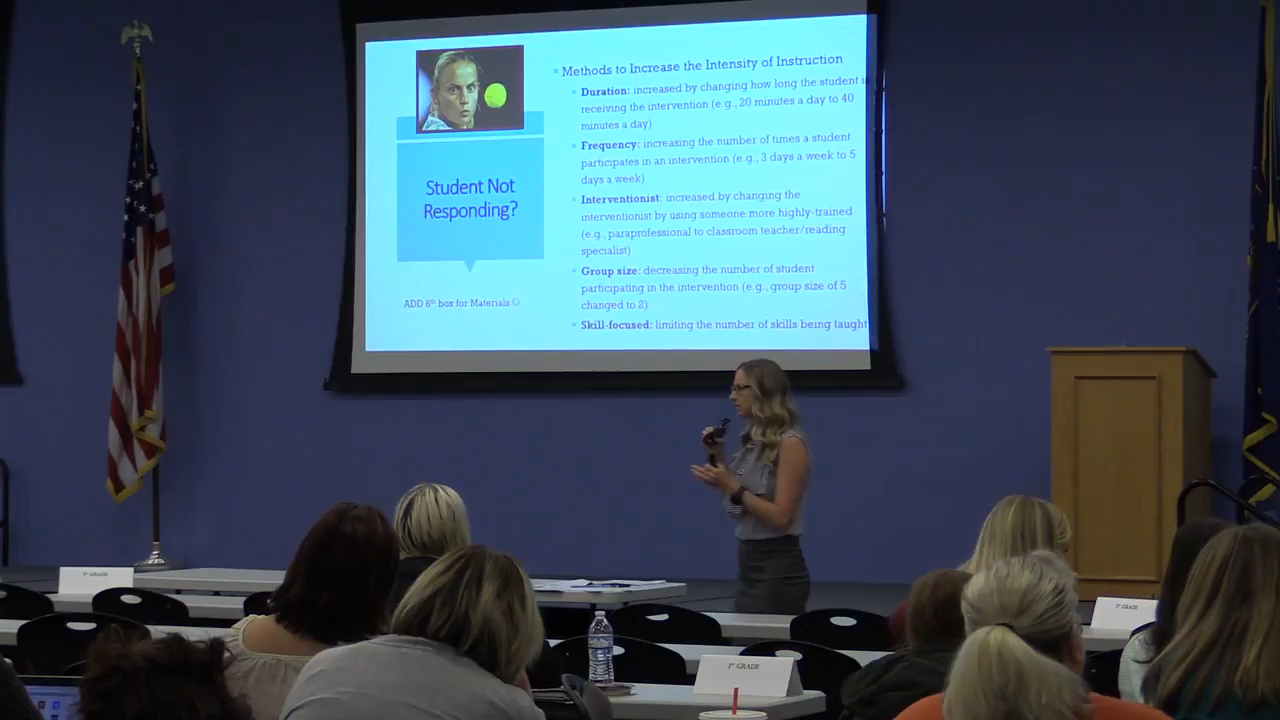 Methods to Increase the Intensity of Instruction
Duration: increased by changing how long the student is
receiving the intervention (e.g., 20 minutes a day to 40
minutes a day)
Frequency: increasing the number of times a student
participates in an intervention (e.g., 3 days a week to 5
days a week)
Interventionist: increased by changing the
interventionist by using someone more highly-trained
(e.g., paraprofessional to classroom teacher/reading
specialist)
Group size: decreasing the number of student
participating in the intervention (e.g., group size of 5
changed to 2)
Skill-focused: limiting the number of skills being taught
Student Not
Responding?
ADD 6th box for Materials ☺
1ST GRADE